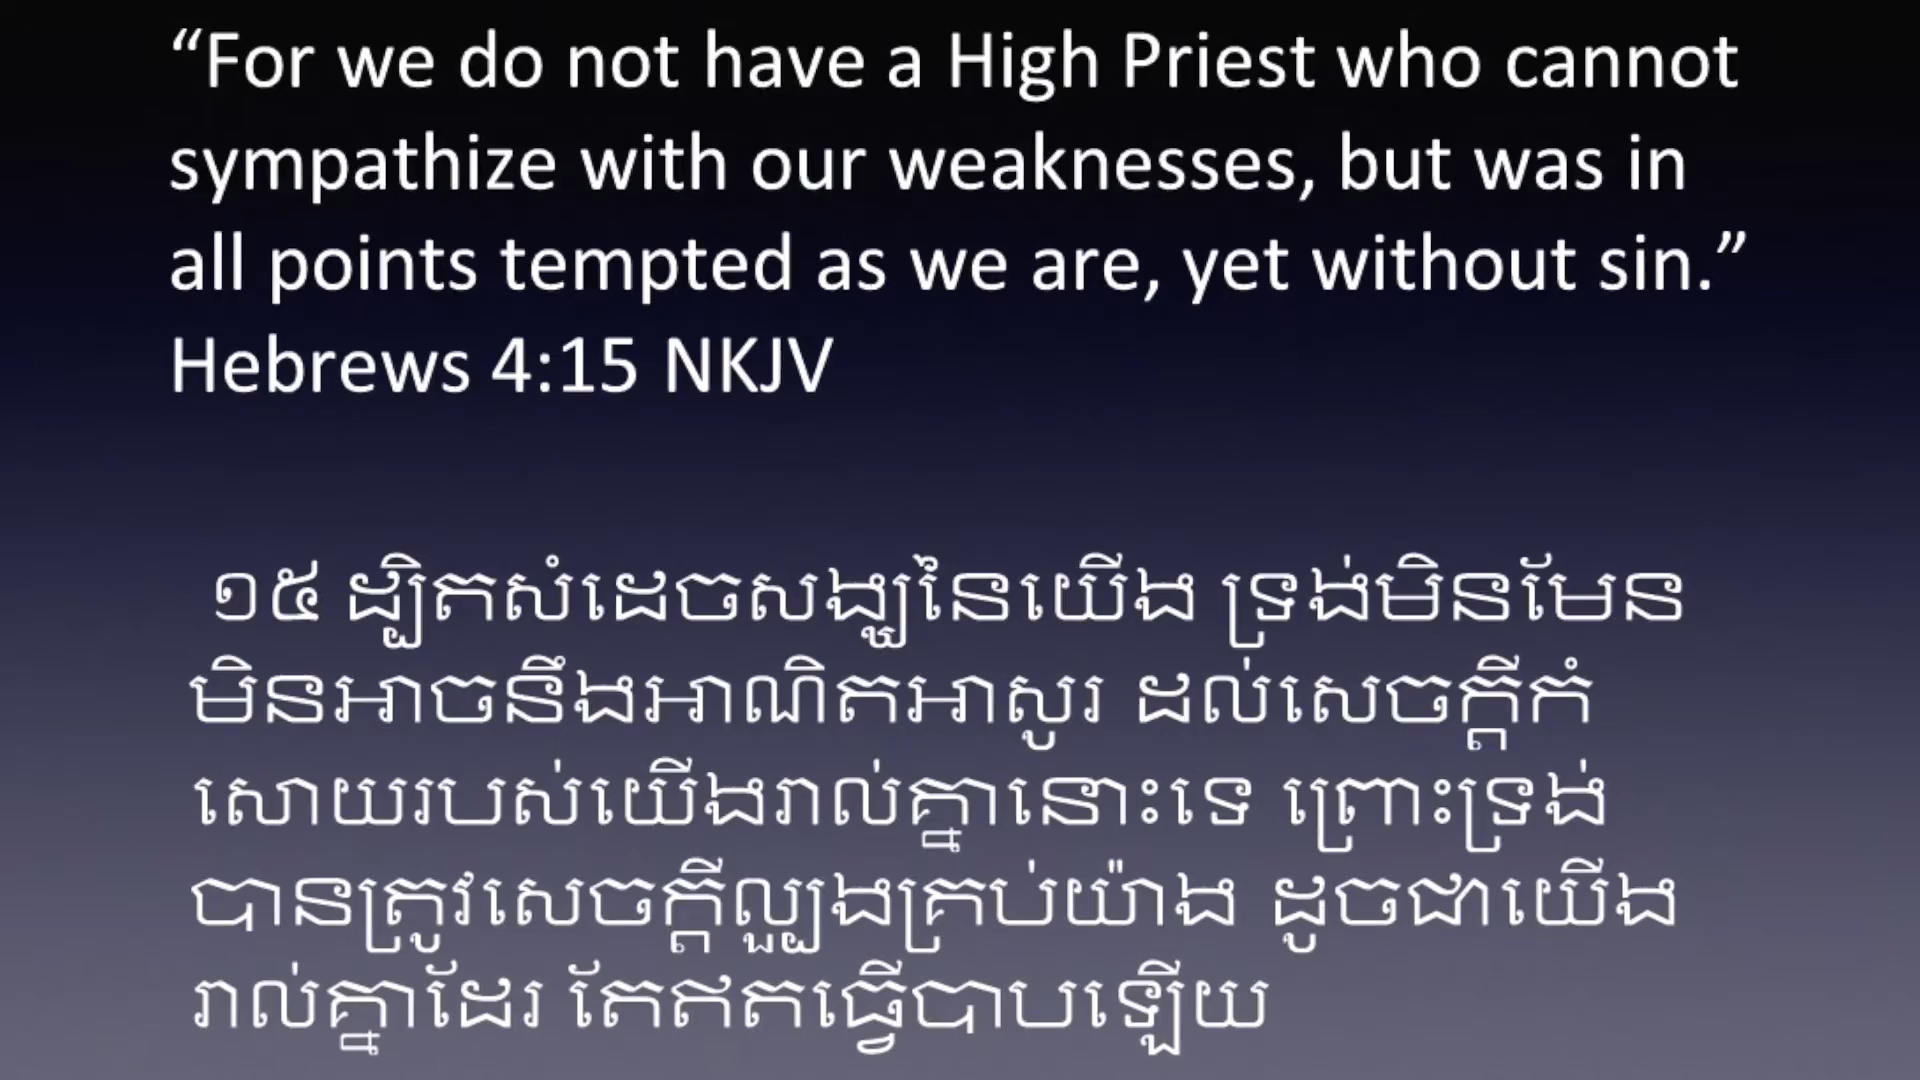 “For we do not have a High Priest who cannot
sympathize with our weaknesses, but was in
all points tempted as we are, yet without sin.”
Hebrews 4:15 NKJV
១៥ ដ្បិតសំដេចសង្ឃនៃយើង ទ្រង់មិនមែន
មិនអាចនឹងអាណិតអាសូរ ដល់សេចក្ដីកំ
សោយរបស់យើងរាល់គ្នានោះទេ ព្រោះទ្រង់
បានត្រូវសេចក្ដីល្បួងគ្រប់យ៉ាង ដូចជាយើង
រាល់គ្នាដែរ តែឥតធ្វើបាបឡើយ